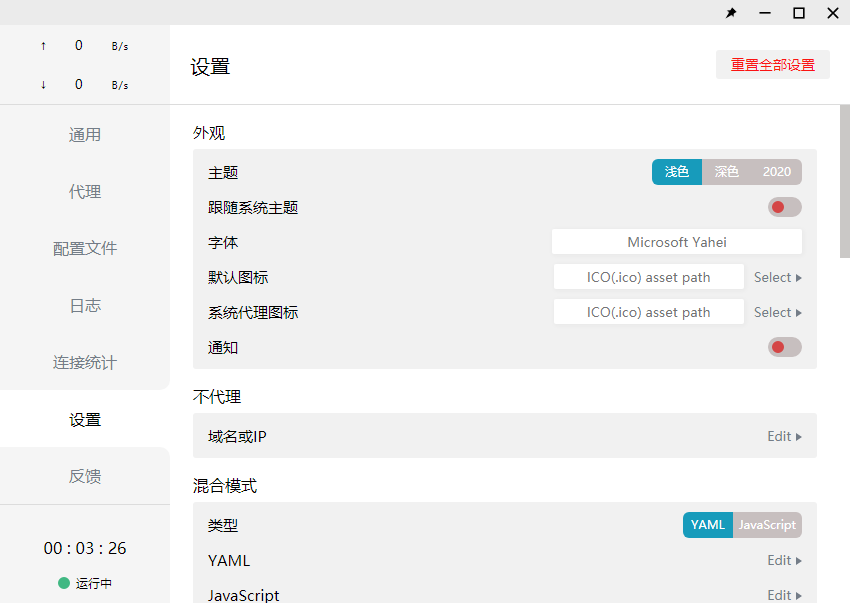 ↑ 0 B/s
↓ 0 B/s
通用
代理
配置文件
日志
连接统计
设置
反馈
00 : 03 : 26
运行中
设置
重置全部设置
外观
主题 浅色 深色 2020
跟随系统主题
字体 Microsoft Yahei
默认图标 ICO(.ico) asset path Select
系统代理图标 ICO(.ico) asset path Select
通知
不代理
域名或IP Edit
混合模式
类型 YAML JavaScript
YAML Edit
JavaScript Edit